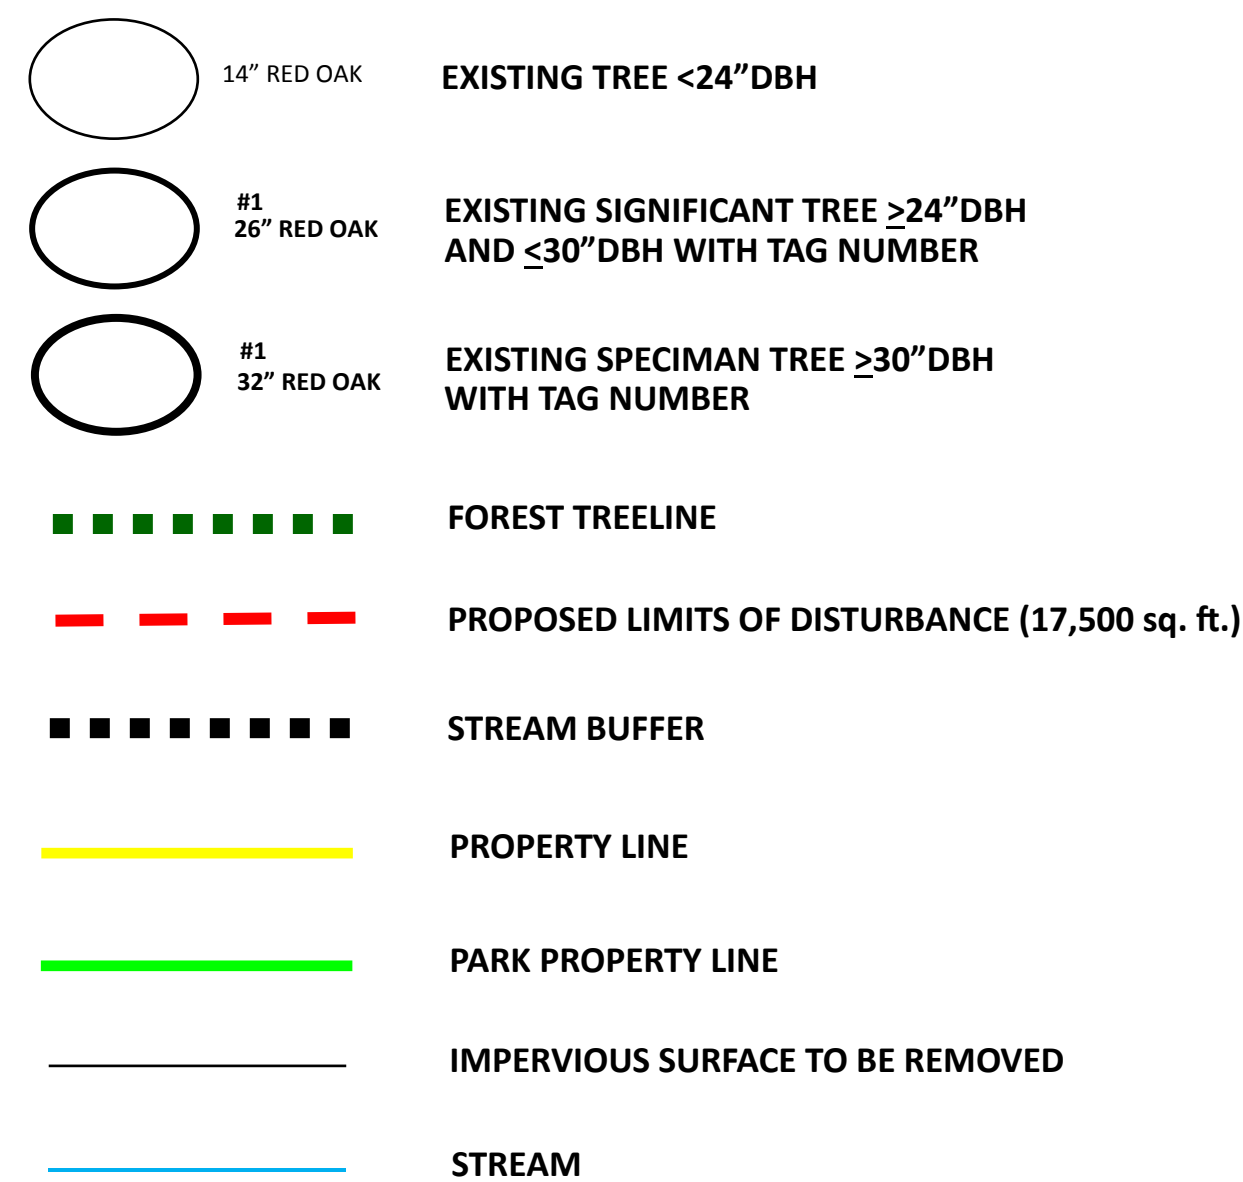 14” RED OAK
EXISTING TREE <24”DBH
#1
26” RED OAK
EXISTING SIGNIFICANT TREE >24”DBH
AND <30”DBH WITH TAG NUMBER
#1
32” RED OAK
EXISTING SPECIMAN TREE >30”DBH
WITH TAG NUMBER
FOREST TREELINE
PROPOSED LIMITS OF DISTURBANCE (17,500 sq. ft.)
STREAM BUFFER
PROPERTY LINE
PARK PROPERTY LINE
IMPERVIOUS SURFACE TO BE REMOVED
STREAM